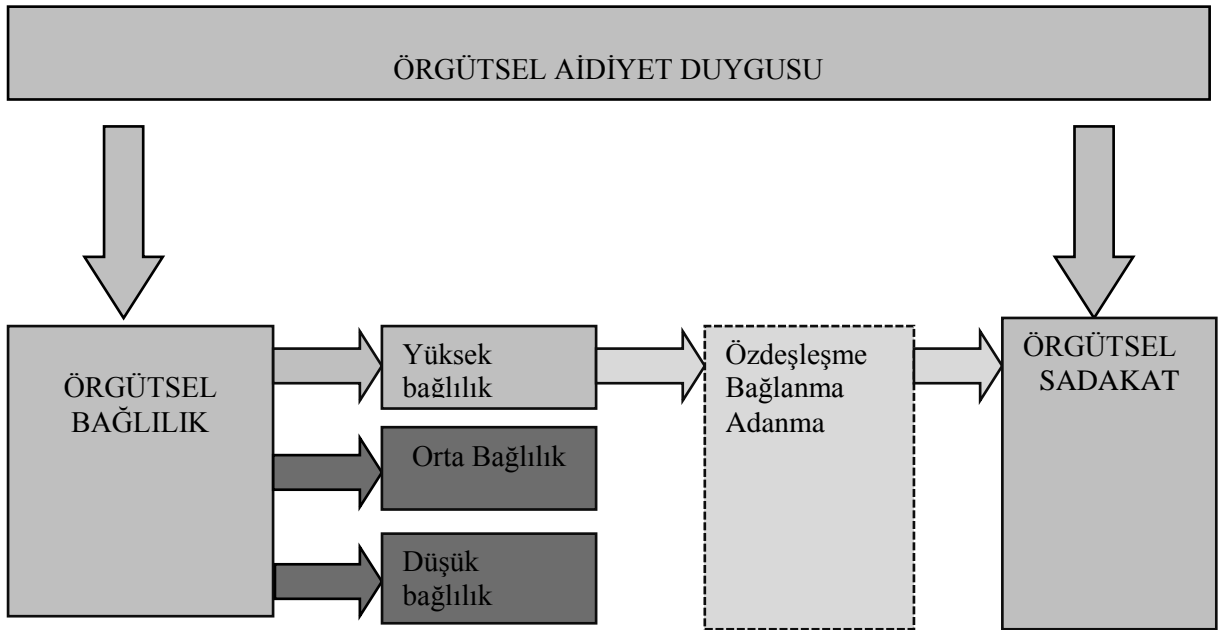 ÖRGÜTSEL AİDİYET DUYGUSU
ÖRGÜTSEL
BAĞLILIK
Yüksek
bağlılık
Orta Bağlılık
Düşük
bağlılık
Özdeşleşme
Bağlanma
Adanma
ÖRGÜTSEL
SADAKAT